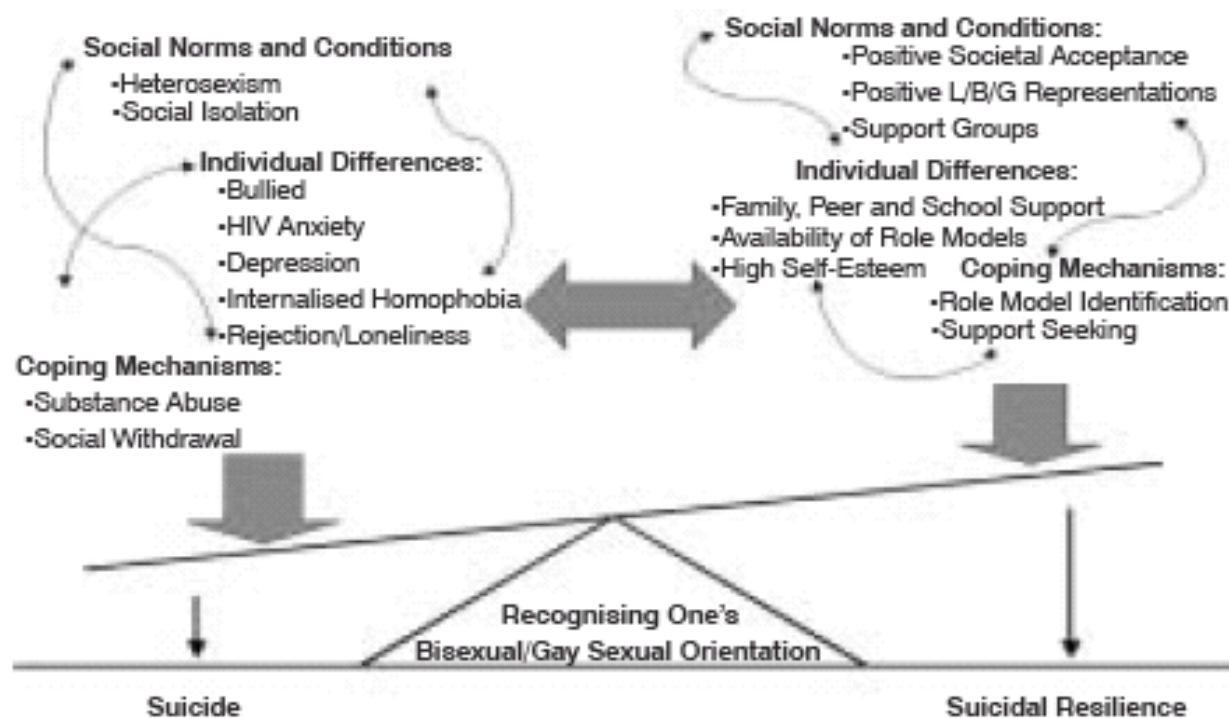 Social Norms and Conditions
•Heterosexism
•Social Isolation
Individual Differences:
•Bullied
•HIV Anxiety
•Depression
•Internalised Homophobia
•Rejection/Loneliness
Coping Mechanisms:
•Substance Abuse
•Social Withdrawal
Social Norms and Conditions:
•Positive Societal Acceptance
•Positive L/B/G Representations
•Support Groups
Individual Differences:
•Family, Peer and School Support
•Availability of Role Models
•High Self-Esteem
Coping Mechanisms:
•Role Model Identification
•Support Seeking
Recognising One's
Bisexual/Gay Sexual Orientation
Suicide
Suicidal Resilience